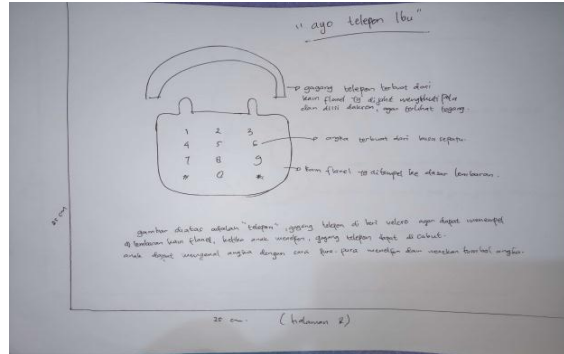 "ayo telepon Ibu"
gagang telepon terbuat dari
kain flanel yg dijahit mengikuti pola
dan diisi dakron, agar terlihat tegang.
1 2 3
4 5 6
7 8 9
* 0 *
angka terbuat dari busa sepatu.
kain flanel yg ditempel ke dasar lembaran.
20 cm
gambar diatas adalah "telepon", gagang telepon di beri velcro agar dapat menempel
di lembaran kain flanel, ketika anak menelfon, gagang telepon dapat di cabut.
anak dapat mengenal angka dengan cara pura-pura menelfon dan menekan tombol angka.
20 cm. (halaman 2)